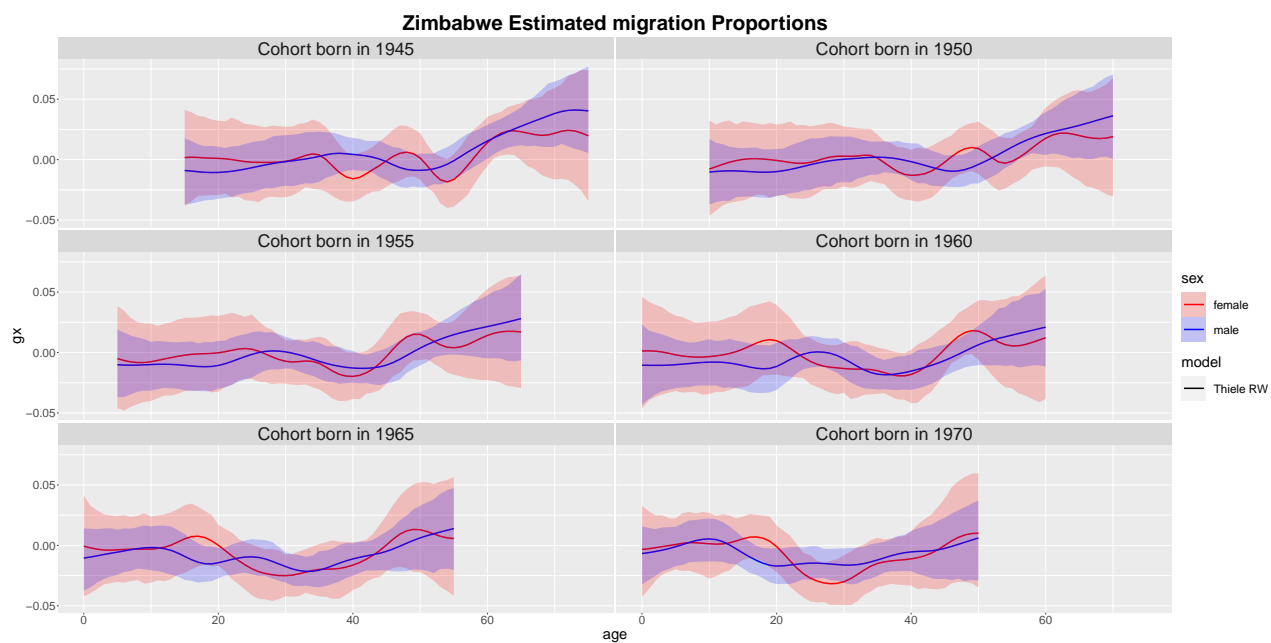 Zimbabwe Estimated migration Proportions
Cohort born in 1945
Cohort born in 1950
0.05
0.00
−0.05
Cohort born in 1955
Cohort born in 1960
0.05
0.00
−0.05
Cohort born in 1965
Cohort born in 1970
0.05
0.00
−0.05
0
20
40
60
0
20
40
60
gx
age
sex
female
male
model
Thiele RW